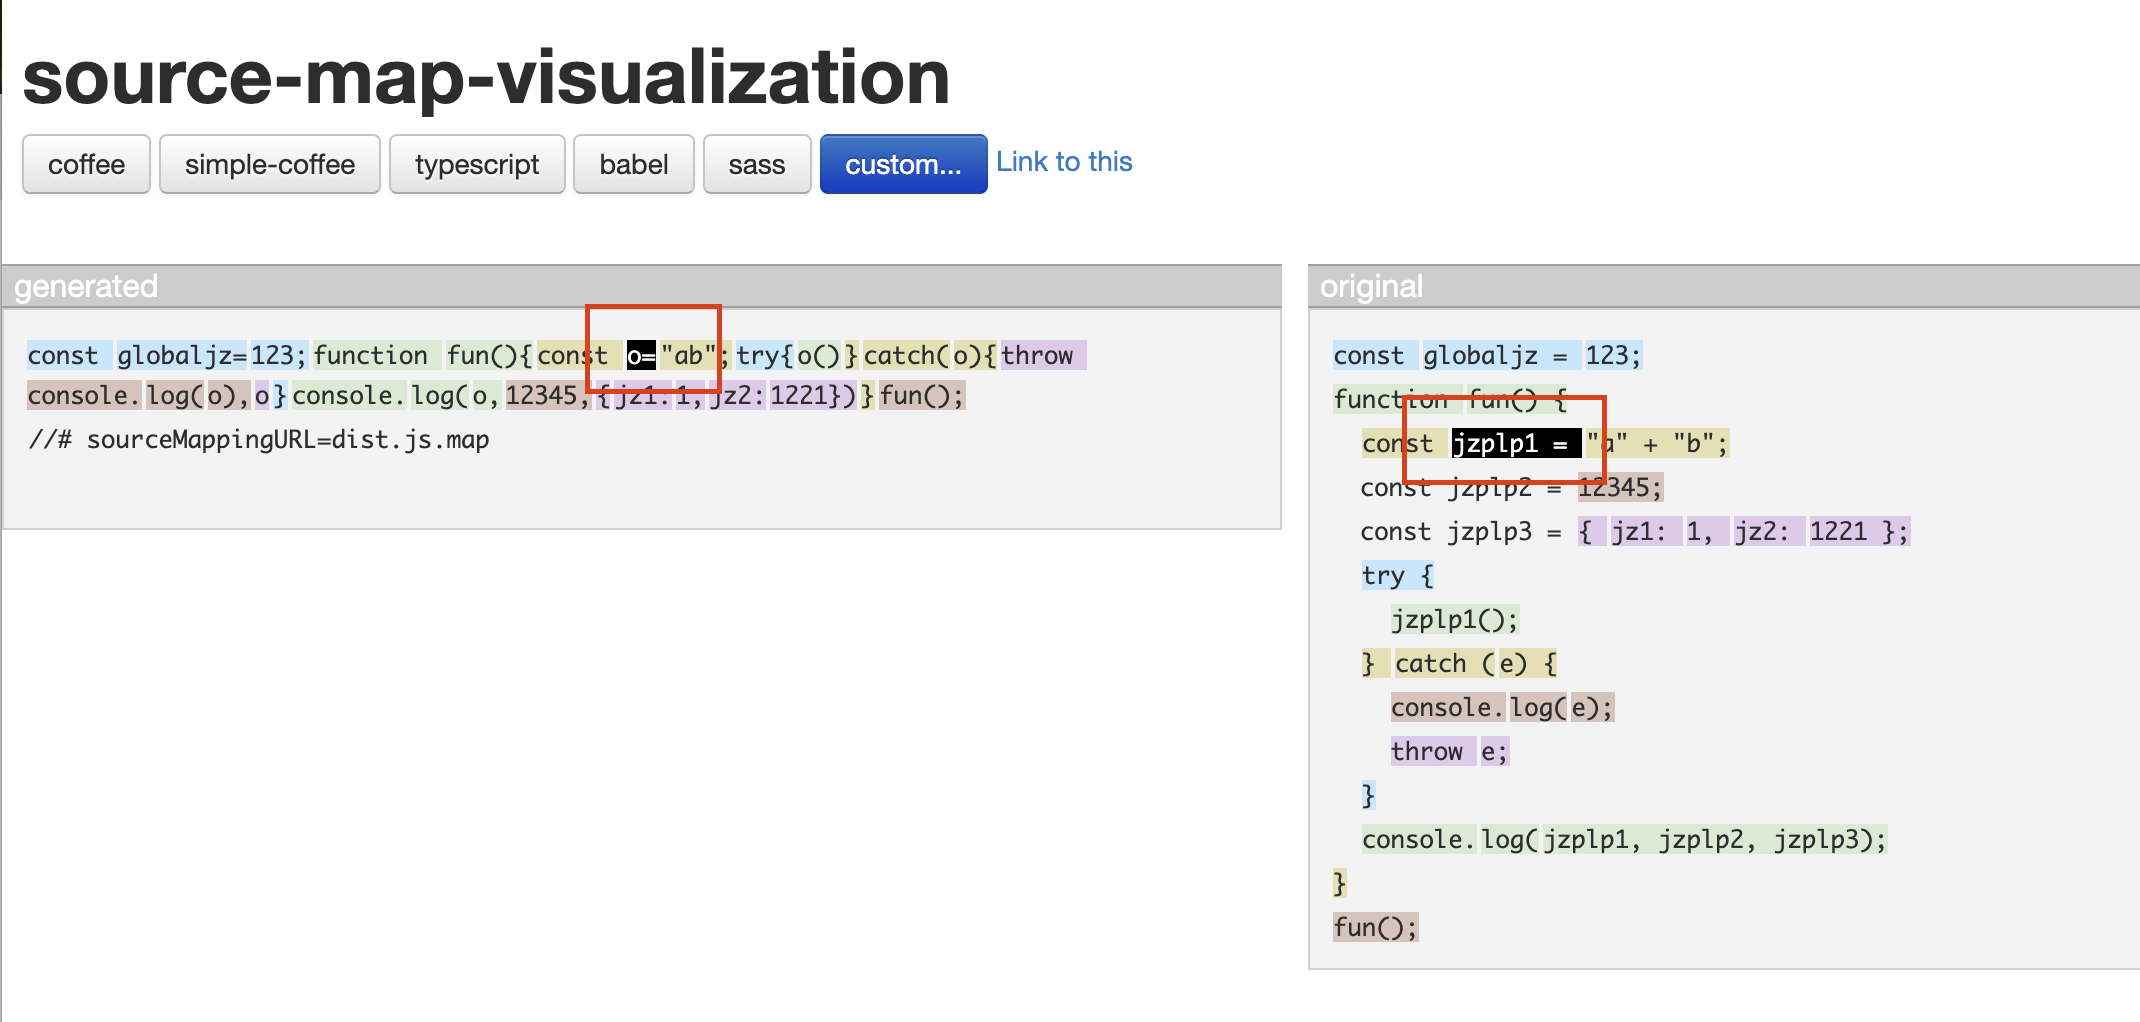 source-map-visualization
coffee simple-coffee typescript babel sass custom... Link to this
generated
const globaljz=123;function fun(){const o="ab";try{o()}catch(o){throw
console.log(o),o}console.log(o,12345,{jz1:1,jz2:1221})}fun();
//# sourceMappingURL=dist.js.map
original
const globaljz = 123;
function fun() {
  const jzplp1 = "a" + "b";
  const jzplp2 = 12345;
  const jzplp3 = { jz1: 1, jz2: 1221 };
  try {
    jzplp1();
  } catch (e) {
    console.log(e);
    throw e;
  }
  console.log(jzplp1, jzplp2, jzplp3);
}
fun();